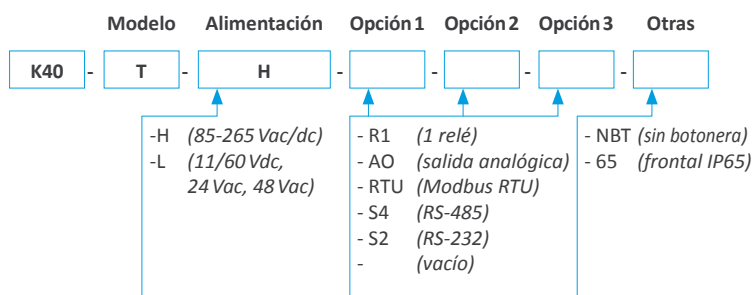 Modelo Alimentación Opción 1 Opción 2 Opción 3 Otras
K40 - T - H - - - -
-H (85-265 Vac/dc)
-L (11/60 Vdc,
24 Vac, 48 Vac)
- R1 (1 relé)
- AO (salida analógica)
- RTU (Modbus RTU)
- S4 (RS-485)
- S2 (RS-232)
- (vacío)
- NBT (sin botonera)
- 65 (frontal IP65)